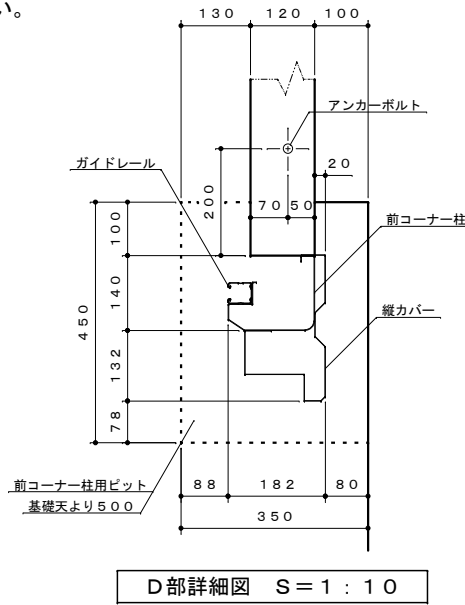 い。
130 120 100
アンカーボルト
ガイドレール
20
200
70 50
前コーナー柱
100
140
縦カバー
450
132
78
前コーナー柱用ピット
基礎天より500
88 182 80
350
D部詳細図 S=1:10